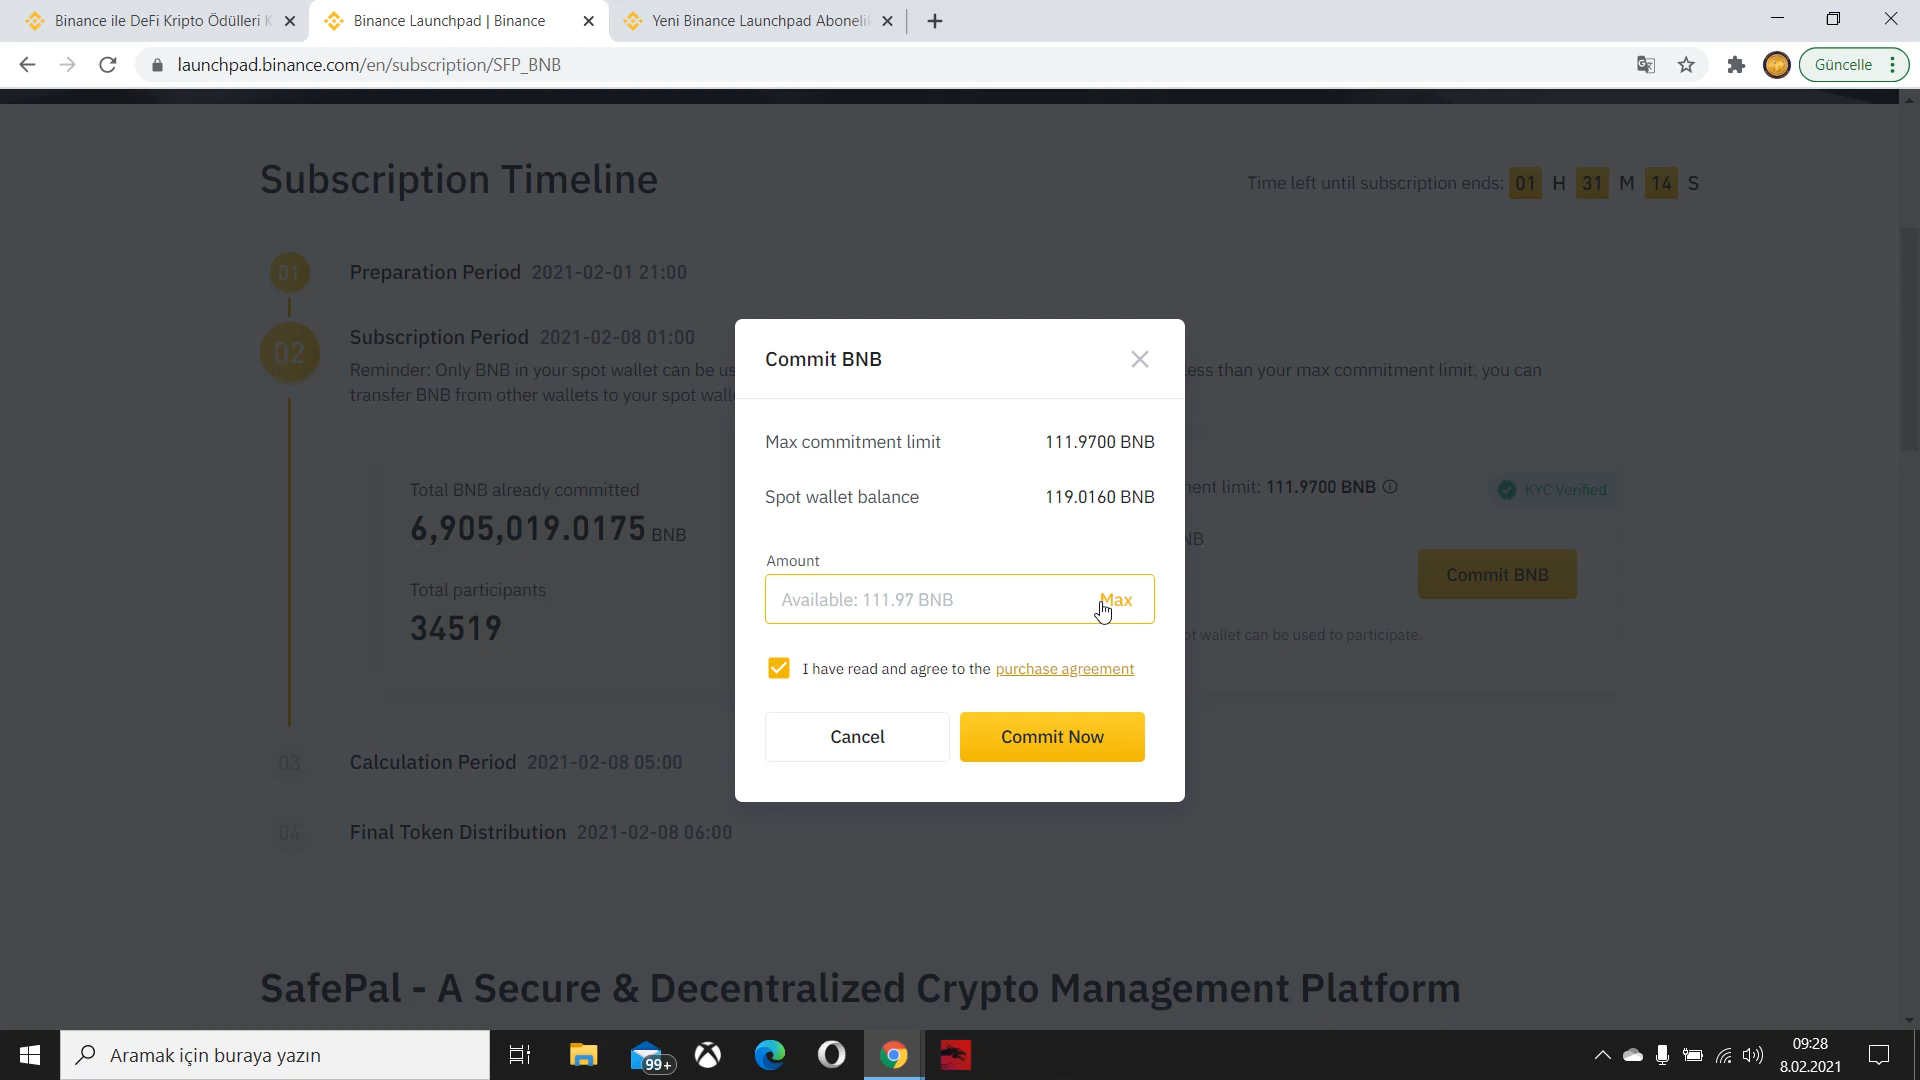 Binance ile DeFi Kripto Ödülleri K
Binance Launchpad | Binance
Yeni Binance Launchpad Abonelik
launchpad.binance.com/en/subscription/SFP_BNB
Güncelle
Subscription Timeline
Time left until subscription ends: 01 H 31 M 14 S
01
Preparation Period 2021-02-01 21:00
02
Subscription Period 2021-02-08 01:00
Reminder: Only BNB in your spot wallet can be us
ess than your max commitment limit, you can
transfer BNB from other wallets to your spot wall
Total BNB already committed
6,905,019.0175 BNB
Total participants
34519
ent limit: 111.9700 BNB
KYC Verified
NB
Commit BNB
ot wallet can be used to participate.
Commit BNB
Max commitment limit 111.9700 BNB
Spot wallet balance 119.0160 BNB
Amount
Available: 111.97 BNB Max
I have read and agree to the purchase agreement
Cancel
Commit Now
03
Calculation Period 2021-02-08 05:00
04
Final Token Distribution 2021-02-08 06:00
SafePal - A Secure & Decentralized Crypto Management Platform
Aramak için buraya yazın
99+
09:28
8.02.2021